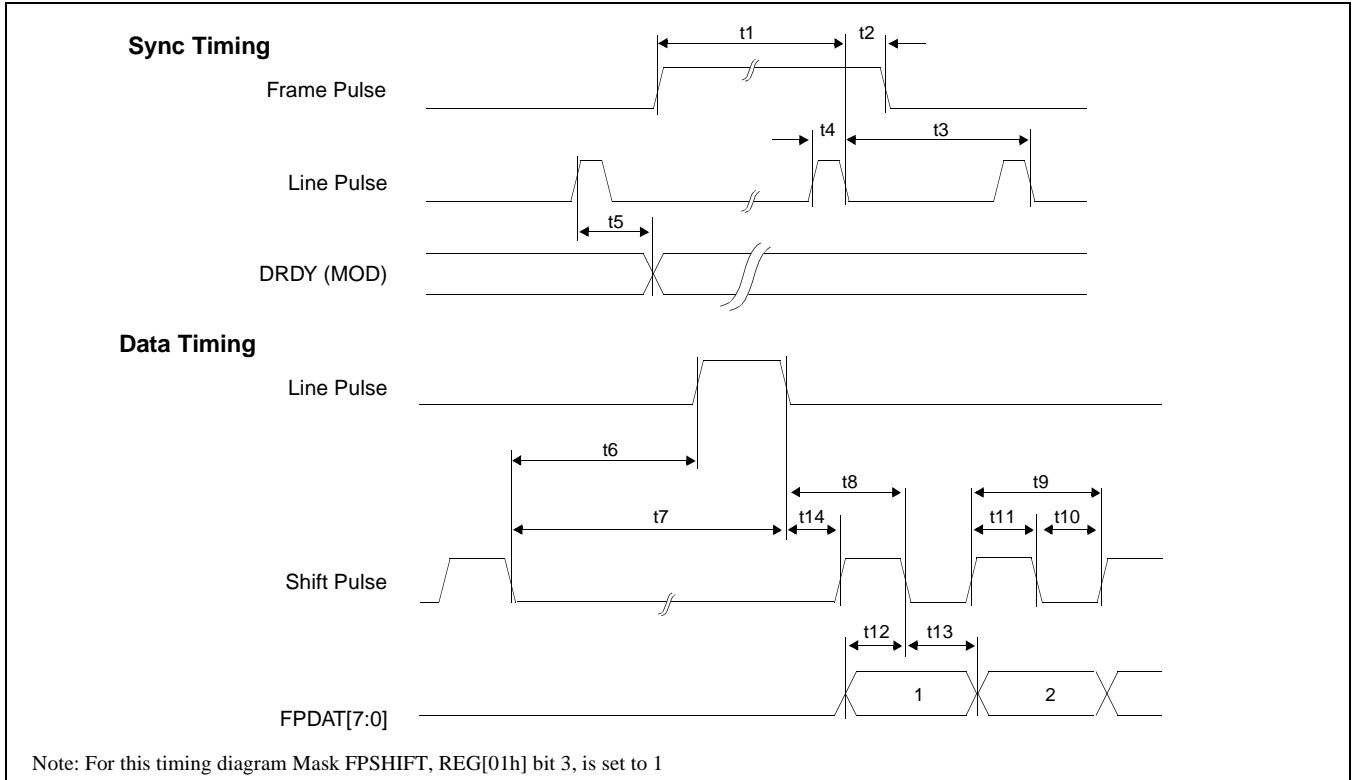 Sync Timing
t1
t2
Frame Pulse
t4
t3
Line Pulse
t5
DRDY (MOD)
Data Timing
Line Pulse
t6
t8
t9
t7
t14
t11
t10
Shift Pulse
t12
t13
1
2
FPDAT[7:0]
Note: For this timing diagram Mask FPSHIFT, REG[01h] bit 3, is set to 1